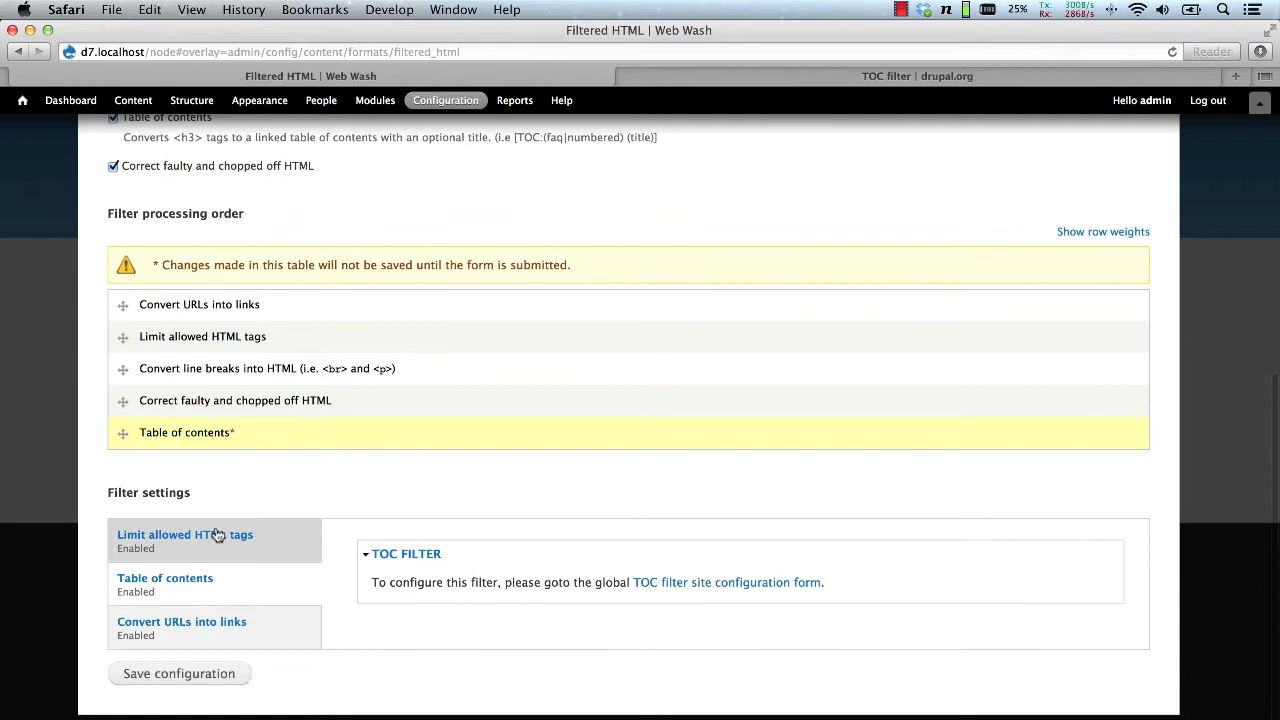 Safari File Edit View History Bookmarks Develop Window Help Tx: 300B/s Rx: 286B/s 25%
Filtered HTML | Web Wash
d7.localhost/node#overlay=admin/config/content/formats/filtered_html Reader
Filtered HTML | Web Wash TOC filter | drupal.org
Dashboard Content Structure Appearance People Modules Configuration Reports Help Hello admin Log out
Table of contents
Converts <h3> tags to a linked table of contents with an optional title. (i.e [TOC:(faq|numbered) (title)]
Correct faulty and chopped off HTML
Filter processing order
Show row weights
* Changes made in this table will not be saved until the form is submitted.
Convert URLs into links
Limit allowed HTML tags
Convert line breaks into HTML (i.e. <br> and <p>)
Correct faulty and chopped off HTML
Table of contents*
Filter settings
Limit allowed HTML tags
Enabled
TOC FILTER
To configure this filter, please goto the global TOC filter site configuration form.
Table of contents
Enabled
Convert URLs into links
Enabled
Save configuration